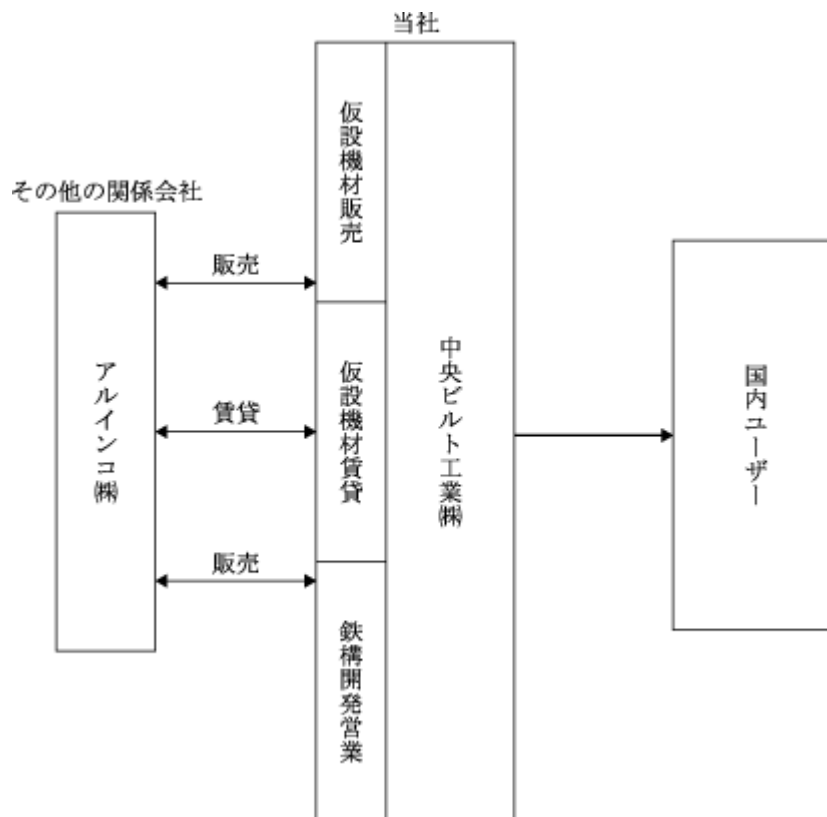 当社
仮設機材販売
その他の関係会社
販売
アルインコ㈱
賃貸
仮設機材賃貸
中央ビルト工業㈱
国内ユーザー
販売
鉄構開発営業